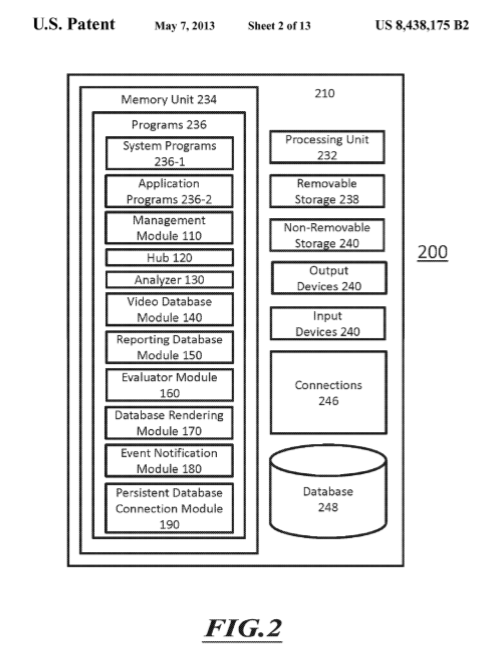 U.S. Patent May 7, 2013 Sheet 2 of 13 US 8,438,175 B2
Memory Unit 234
Programs 236
System Programs
236-1
Application
Programs 236-2
Management
Module 110
Hub 120
Analyzer 130
Video Database
Module 140
Reporting Database
Module 150
Evaluator Module
160
Database Rendering
Module 170
Event Notification
Module 180
Persistent Database
Connection Module
190
210
Processing Unit
232
Removable
Storage 238
Non-Removable
Storage 240
Output
Devices 240
Input
Devices 240
Connections
246
Database
248
200
FIG.2